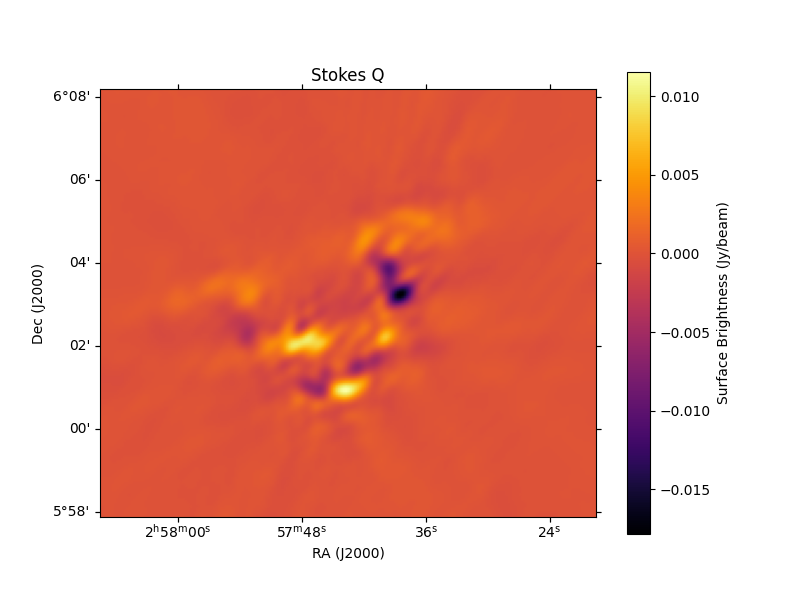 Stokes Q
6°08'
06'
04'
02'
00'
5°58'
Dec (J2000)
2ʰ58ᵐ00ˢ
57ᵐ48ˢ
36ˢ
24ˢ
RA (J2000)
0.010
0.005
0.000
−0.005
−0.010
−0.015
Surface Brightness (Jy/beam)